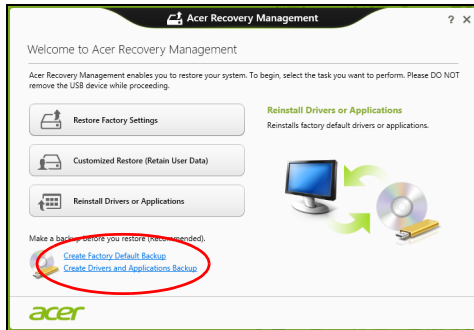 Acer Recovery Management
? X
Welcome to Acer Recovery Management
Acer Recovery Management enables you to restore your system. To begin, select the task you want to perform. Please DO NOT
remove the USB device while proceeding.
Restore Factory Settings
Customized Restore (Retain User Data)
Reinstall Drivers or Applications
Reinstall Drivers or Applications
Reinstalls factory default drivers or applications.
Make a backup before you restore (Recommended).
Create Factory Default Backup
Create Drivers and Applications Backup
acer